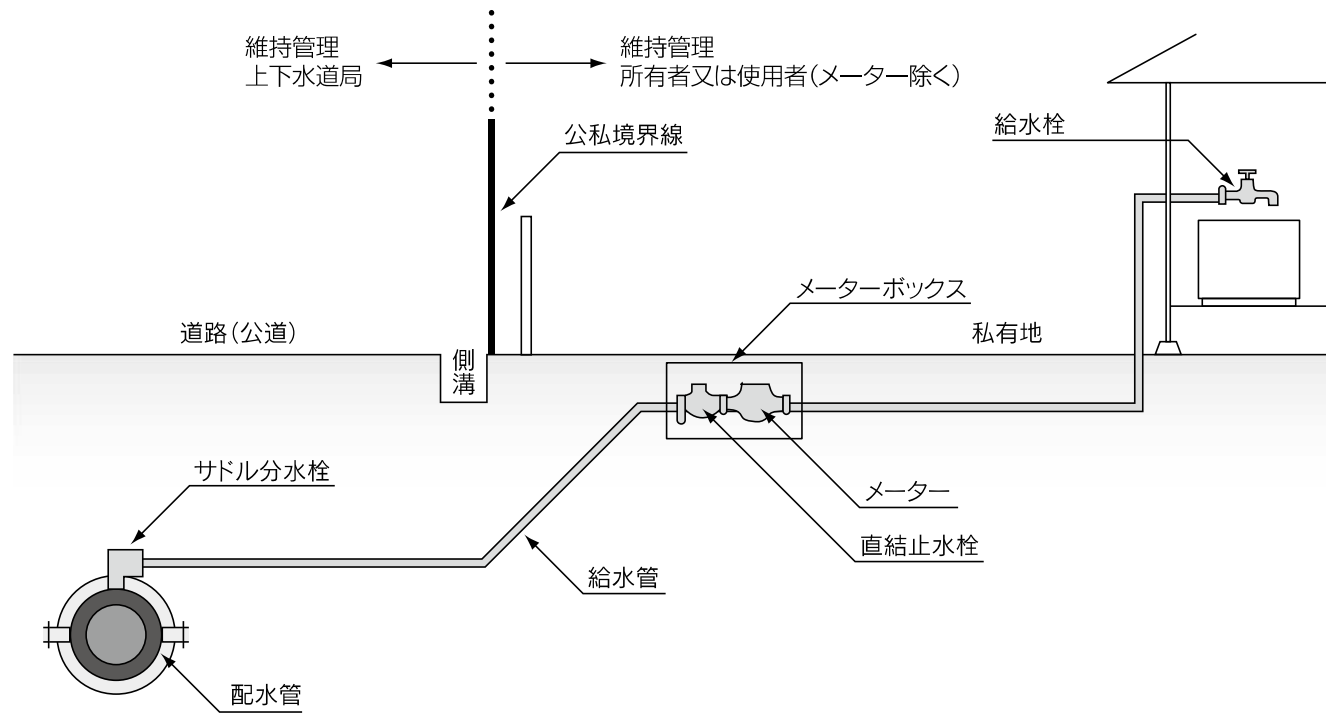 維持管理
上下水道局
維持管理
所有者又は使用者（メーター除く）
公私境界線
給水栓
メーターボックス
道路（公道）
私有地
側溝
サドル分水栓
メーター
直結止水栓
給水管
配水管